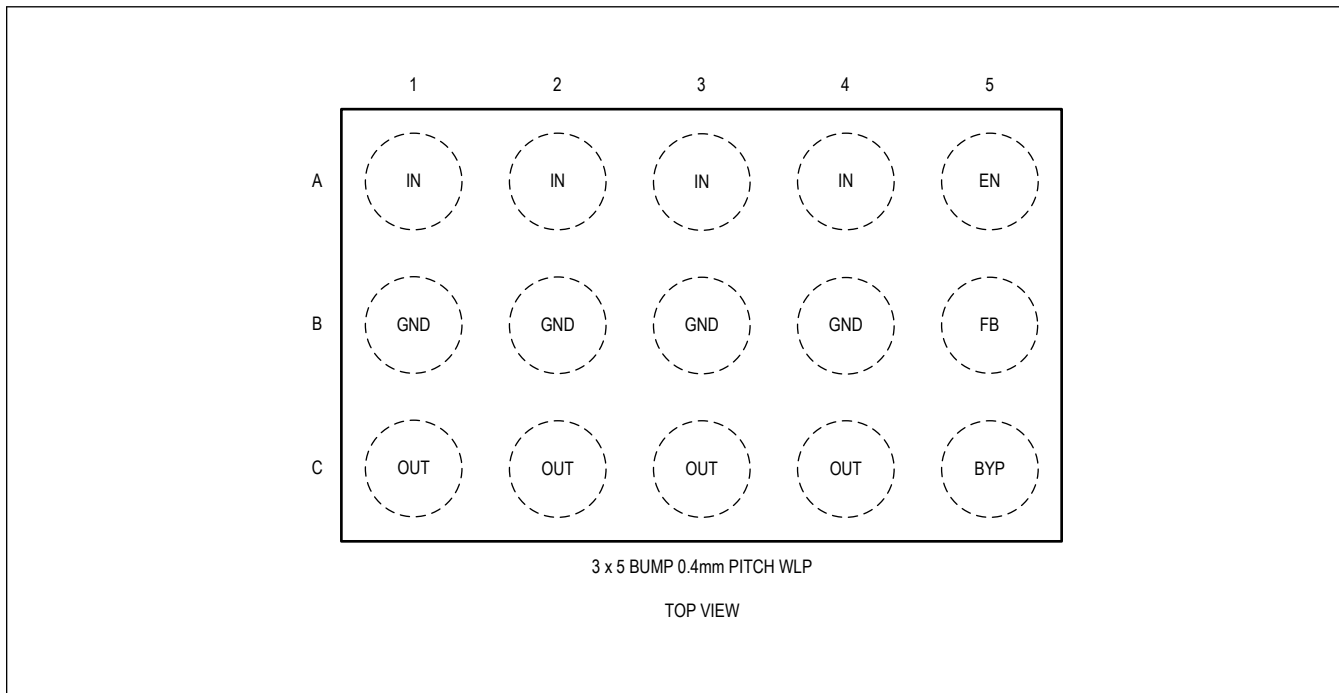 1 2 3 4 5
A IN IN IN IN EN
B GND GND GND GND FB
C OUT OUT OUT OUT BYP
3 x 5 BUMP 0.4mm PITCH WLP
TOP VIEW